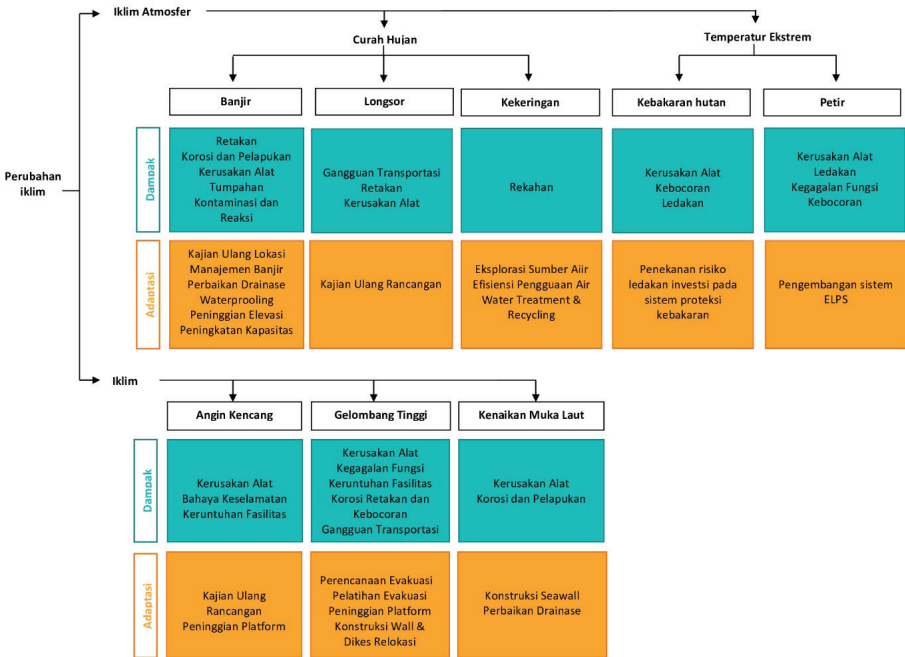 Iklim Atmosfer
Curah Hujan
Temperatur Ekstrem
Banjir
Longsor
Kekeringan
Kebakaran hutan
Petir
Perubahan
iklim
Dampak
Retakan
Korosi dan Pelapukan
Kerusakan Alat
Tumpahan
Kontaminasi dan
Reaksi
Gangguan Transportasi
Retakan
Kerusakan Alat
Rekahan
Kerusakan Alat
Kebocoran
Ledakan
Kerusakan Alat
Ledakan
Kegagalan Fungsi
Kebocoran
Adaptasi
Kajian Ulang Lokasi
Manajemen Banjir
Perbaikan Drainase
Waterprooling
Peninggian Elevasi
Peningkatan Kapasitas
Kajian Ulang Rancangan
Eksplorasi Sumber Aiir
Efisiensi Pengguaan Air
Water Treatment &
Recycling
Penekanan risiko
ledakan investsi pada
sistem proteksi
kebakaran
Pengembangan sistem
ELPS
Iklim
Angin Kencang
Gelombang Tinggi
Kenaikan Muka Laut
Dampak
Kerusakan Alat
Bahaya Keselamatan
Keruntuhan Fasilitas
Kerusakan Alat
Kegagalan Fungsi
Keruntuhan Fasilitas
Korosi Retakan dan
Kebocoran
Gangguan Transportasi
Kerusakan Alat
Korosi dan Pelapukan
Adaptasi
Kajian Ulang
Rancangan
Peninggian Platform
Perencanaan Evakuasi
Pelatihan Evakuasi
Peninggian Platform
Konstruksi Wall &
Dikes Relokasi
Konstruksi Seawall
Perbaikan Drainase